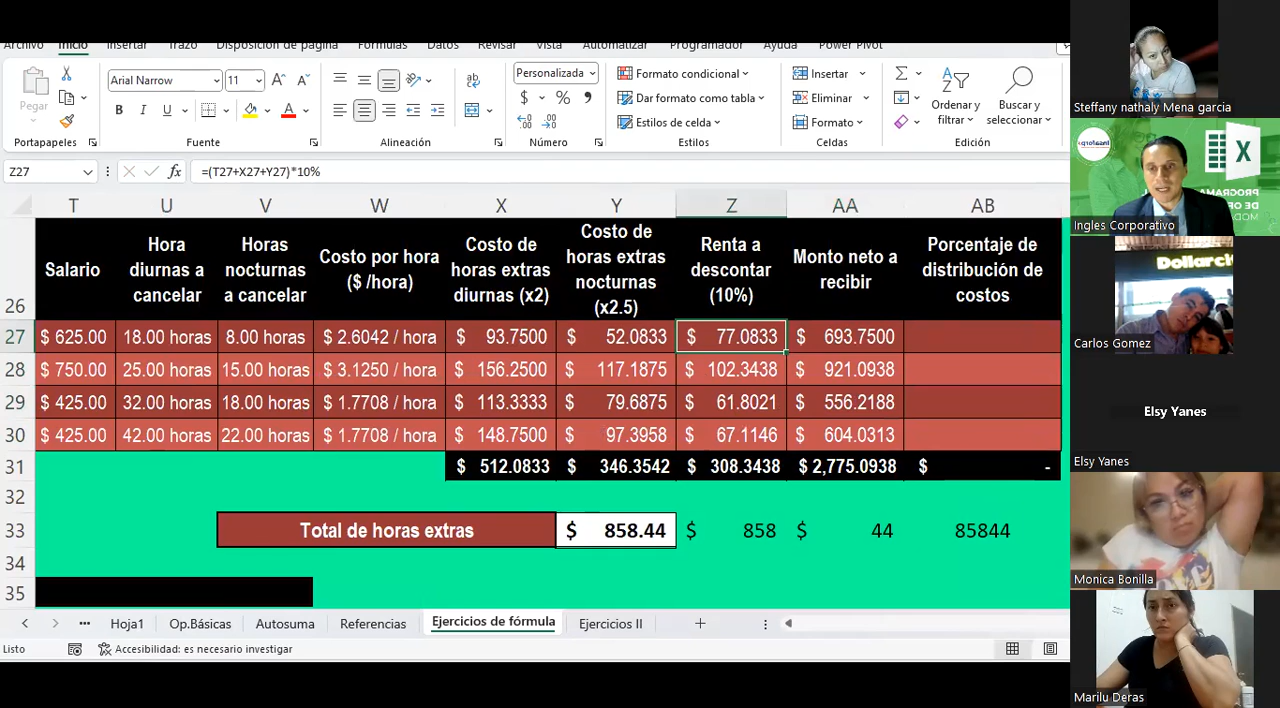 Archivo Inicio Insertar Trazo Disposición de página Fórmulas Datos Revisar Vista Automatizar Programador Ayuda Power Pivot
Pegar
Portapapeles
Arial Narrow 11
N K S
Fuente
Alineación
Personalizada
$ % ,
Número
Formato condicional
Dar formato como tabla
Estilos de celda
Estilos
Insertar
Eliminar
Formato
Celdas
Ordenar y filtrar
Buscar y seleccionar
Edición
Z27 fx =(T27+X27+Y27)*10%
T U V W X Y Z AA AB
26 Salario Hora diurnas a cancelar Horas nocturnas a cancelar Costo por hora ($ /hora) Costo de horas extras diurnas (x2) Costo de horas extras nocturnas (x2.5) Renta a descontar (10%) Monto neto a recibir Porcentaje de distribución de costos
27 $ 625.00 18.00 horas 8.00 horas $ 2.6042 / hora $ 93.7500 $ 52.0833 $ 77.0833 $ 693.7500
28 $ 750.00 25.00 horas 15.00 horas $ 3.1250 / hora $ 156.2500 $ 117.1875 $ 102.3438 $ 921.0938
29 $ 425.00 32.00 horas 18.00 horas $ 1.7708 / hora $ 113.3333 $ 79.6875 $ 61.8021 $ 556.2188
30 $ 425.00 42.00 horas 22.00 horas $ 1.7708 / hora $ 148.7500 $ 97.3958 $ 67.1146 $ 604.0313
31 $ 512.0833 $ 346.3542 $ 308.3438 $ 2,775.0938 $ -
32
33 Total de horas extras $ 858.44 $ 858 $ 44 85844
34
35
... Hoja1 Op.Básicas Autosuma Referencias Ejercicios de fórmula Ejercicios II +
Listo Accesibilidad: es necesario investigar
Steffany nathaly Mena garcia
X
PROGRAMA
DE OP
Ingles Corporativo
Dollarci
Carlos Gomez
Elsy Yanes
Elsy Yanes
Monica Bonilla
Marilu Deras